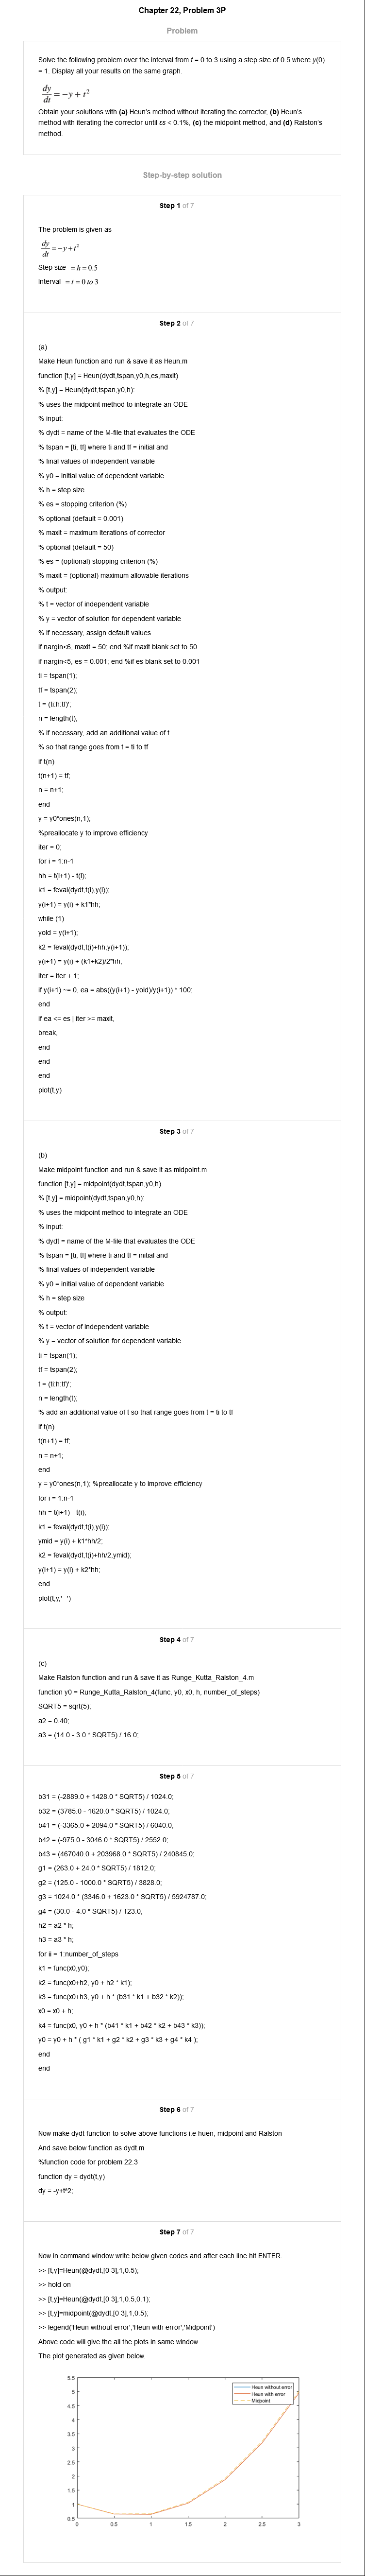 Chapter 22, Problem 3P
Problem
Solve the following problem over the interval from t = 0 to 3 using a step size of 0.5 where y(0)
= 1. Display all your results on the same graph.
dy/dt = −y + t²
Obtain your solutions with (a) Heun's method without iterating the corrector, (b) Heun's
method with iterating the corrector until εs < 0.1%, (c) the midpoint method, and (d) Ralston's
method.
Step-by-step solution
Step 1 of 7
The problem is given as
dy/dt = −y + t²
Step size = h = 0.5
Interval = t = 0 to 3
Step 2 of 7
(a)
Make Heun function and run & save it as Heun.m
function [t,y] = Heun(dydt,tspan,y0,h,es,maxit)
% [t,y] = Heun(dydt,tspan,y0,h):
% uses the midpoint method to integrate an ODE
% input:
% dydt = name of the M-file that evaluates the ODE
% tspan = [ti, tf] where ti and tf = initial and
% final values of independent variable
% y0 = initial value of dependent variable
% h = step size
% es = stopping criterion (%)
% optional (default = 0.001)
% maxit = maximum iterations of corrector
% optional (default = 50)
% es = (optional) stopping criterion (%)
% maxit = (optional) maximum allowable iterations
% output:
% t = vector of independent variable
% y = vector of solution for dependent variable
% if necessary, assign default values
if nargin<6, maxit = 50; end %if maxit blank set to 50
if nargin<5, es = 0.001; end %if es blank set to 0.001
ti = tspan(1);
tf = tspan(2);
t = (ti:h:tf)';
n = length(t);
% if necessary, add an additional value of t
% so that range goes from t = ti to tf
if t(n)
t(n+1) = tf;
n = n+1;
end
y = y0*ones(n,1);
%preallocate y to improve efficiency
iter = 0;
for i = 1:n-1
hh = t(i+1) - t(i);
k1 = feval(dydt,t(i),y(i));
y(i+1) = y(i) + k1*hh;
while (1)
yold = y(i+1);
k2 = feval(dydt,t(i)+hh,y(i+1));
y(i+1) = y(i) + (k1+k2)/2*hh;
iter = iter + 1;
if y(i+1) ~= 0, ea = abs((y(i+1) - yold)/y(i+1)) * 100;
end
if ea <= es | iter >= maxit,
break,
end
end
end
plot(t,y)
Step 3 of 7
(b)
Make midpoint function and run & save it as midpoint.m
function [t,y] = midpoint(dydt,tspan,y0,h)
% [t,y] = midpoint(dydt,tspan,y0,h):
% uses the midpoint method to integrate an ODE
% input:
% dydt = name of the M-file that evaluates the ODE
% tspan = [ti, tf] where ti and tf = initial and
% final values of independent variable
% y0 = initial value of dependent variable
% h = step size
% output:
% t = vector of independent variable
% y = vector of solution for dependent variable
ti = tspan(1);
tf = tspan(2);
t = (ti:h:tf)';
n = length(t);
% add an additional value of t so that range goes from t = ti to tf
if t(n)
t(n+1) = tf;
n = n+1;
end
y = y0*ones(n,1); %preallocate y to improve efficiency
for i = 1:n-1
hh = t(i+1) - t(i);
k1 = feval(dydt,t(i),y(i));
ymid = y(i) + k1*hh/2;
k2 = feval(dydt,t(i)+hh/2,ymid);
y(i+1) = y(i) + k2*hh;
end
plot(t,y,'--')
Step 4 of 7
(c)
Make Ralston function and run & save it as Runge_Kutta_Ralston_4.m
function y0 = Runge_Kutta_Ralston_4(func, y0, x0, h, number_of_steps)
SQRT5 = sqrt(5);
a2 = 0.40;
a3 = (14.0 - 3.0 * SQRT5) / 16.0;
Step 5 of 7
b31 = (-2889.0 + 1428.0 * SQRT5) / 1024.0;
b32 = (3785.0 - 1620.0 * SQRT5) / 1024.0;
b41 = (-3365.0 + 2094.0 * SQRT5) / 6040.0;
b42 = (-975.0 - 3046.0 * SQRT5) / 2552.0;
b43 = (467040.0 + 203968.0 * SQRT5) / 240845.0;
g1 = (263.0 + 24.0 * SQRT5) / 1812.0;
g2 = (125.0 - 1000.0 * SQRT5) / 3828.0;
g3 = 1024.0 * (3346.0 + 1623.0 * SQRT5) / 5924787.0;
g4 = (30.0 - 4.0 * SQRT5) / 123.0;
h2 = a2 * h;
h3 = a3 * h;
for ii = 1:number_of_steps
k1 = func(x0,y0);
k2 = func(x0+h2, y0 + h2 * k1);
k3 = func(x0+h3, y0 + h * (b31 * k1 + b32 * k2));
x0 = x0 + h;
k4 = func(x0, y0 + h * (b41 * k1 + b42 * k2 + b43 * k3));
y0 = y0 + h * ( g1 * k1 + g2 * k2 + g3 * k3 + g4 * k4 );
end
end
Step 6 of 7
Now make dydt function to solve above functions i.e huen, midpoint and Ralston
And save below function as dydt.m
%function code for problem 22.3
function dy = dydt(t,y)
dy = -y+t^2;
Step 7 of 7
Now in command window write below given codes and after each line hit ENTER.
>> [t,y]=Heun(@dydt,[0 3],1,0.5);
>> hold on
>> [t,y]=Heun(@dydt,[0 3],1,0.5,0.1);
>> [t,y]=midpoint(@dydt,[0 3],1,0.5);
>> legend('Heun without error','Heun with error','Midpoint')
Above code will give the all the plots in same window
The plot generated as given below:
5.5
5
4.5
4
3.5
3
2.5
2
1.5
1
0.5
Heun without error
Heun with error
Midpoint
0 0.5 1 1.5 2 2.5 3